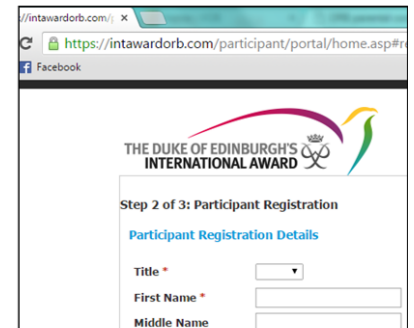 //intawardorb.com/p
https://intawardorb.com/participant/portal/home.asp#re
Facebook
THE DUKE OF EDINBURGH'S
INTERNATIONAL AWARD
Step 2 of 3: Participant Registration
Participant Registration Details
Title *
First Name *
Middle Name